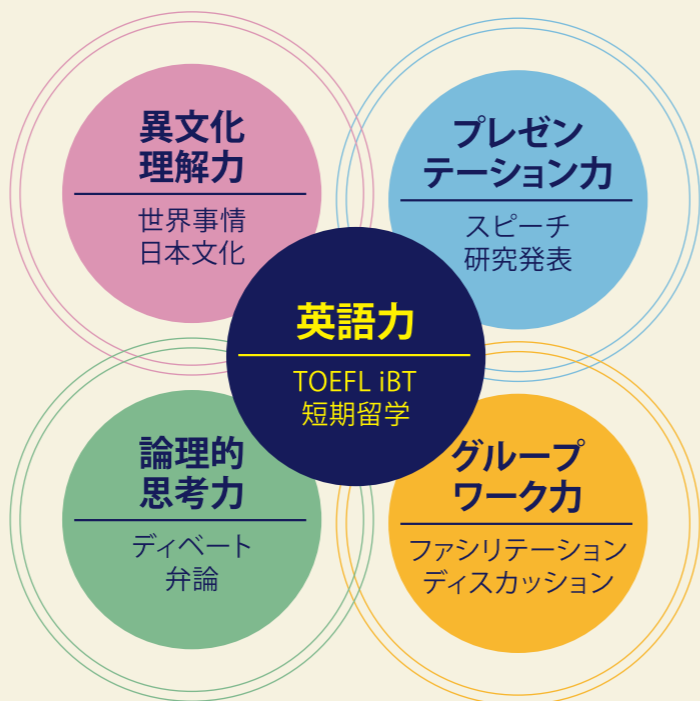 異文化
理解力
世界事情
日本文化
プレゼン
テーション力
スピーチ
研究発表
英語力
TOEFL iBT
短期留学
論理的
思考力
ディベート
弁論
グループ
ワーク力
ファシリテーション
ディスカッション